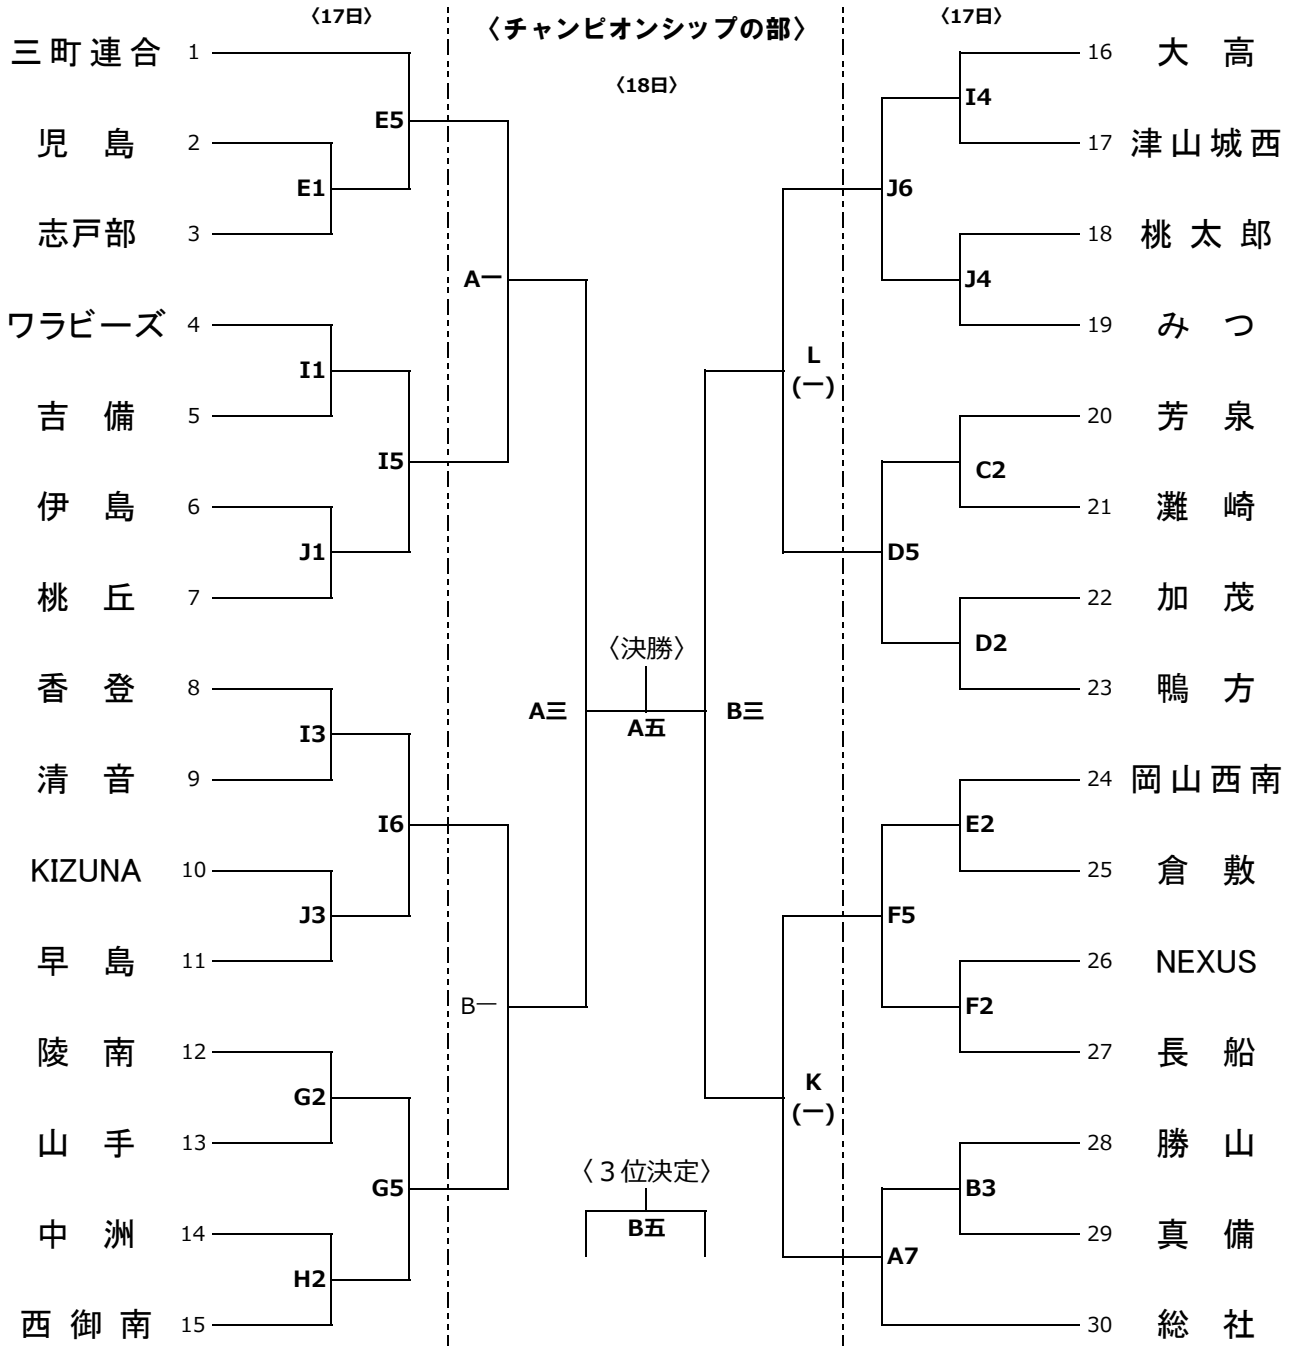 〈チャンピオンシップの部〉
〈17日〉
〈18日〉
〈17日〉
三町連合 1
児島 2
志戸部 3
ワラビーズ 4
吉備 5
伊島 6
桃丘 7
香登 8
清音 9
KIZUNA 10
早島 11
陵南 12
山手 13
中洲 14
西御南 15
E5
E1
I1
I5
J1
I3
I6
J3
G2
G5
H2
A一
B一
A三
〈決勝〉
A五
B三
〈３位決定〉
B五
L
(一)
K
(一)
I4
J6
J4
C2
D5
D2
E2
F5
F2
B3
A7
16 大高
17 津山城西
18 桃太郎
19 みつ
20 芳泉
21 灘崎
22 加茂
23 鴨方
24 岡山西南
25 倉敷
26 NEXUS
27 長船
28 勝山
29 真備
30 総社